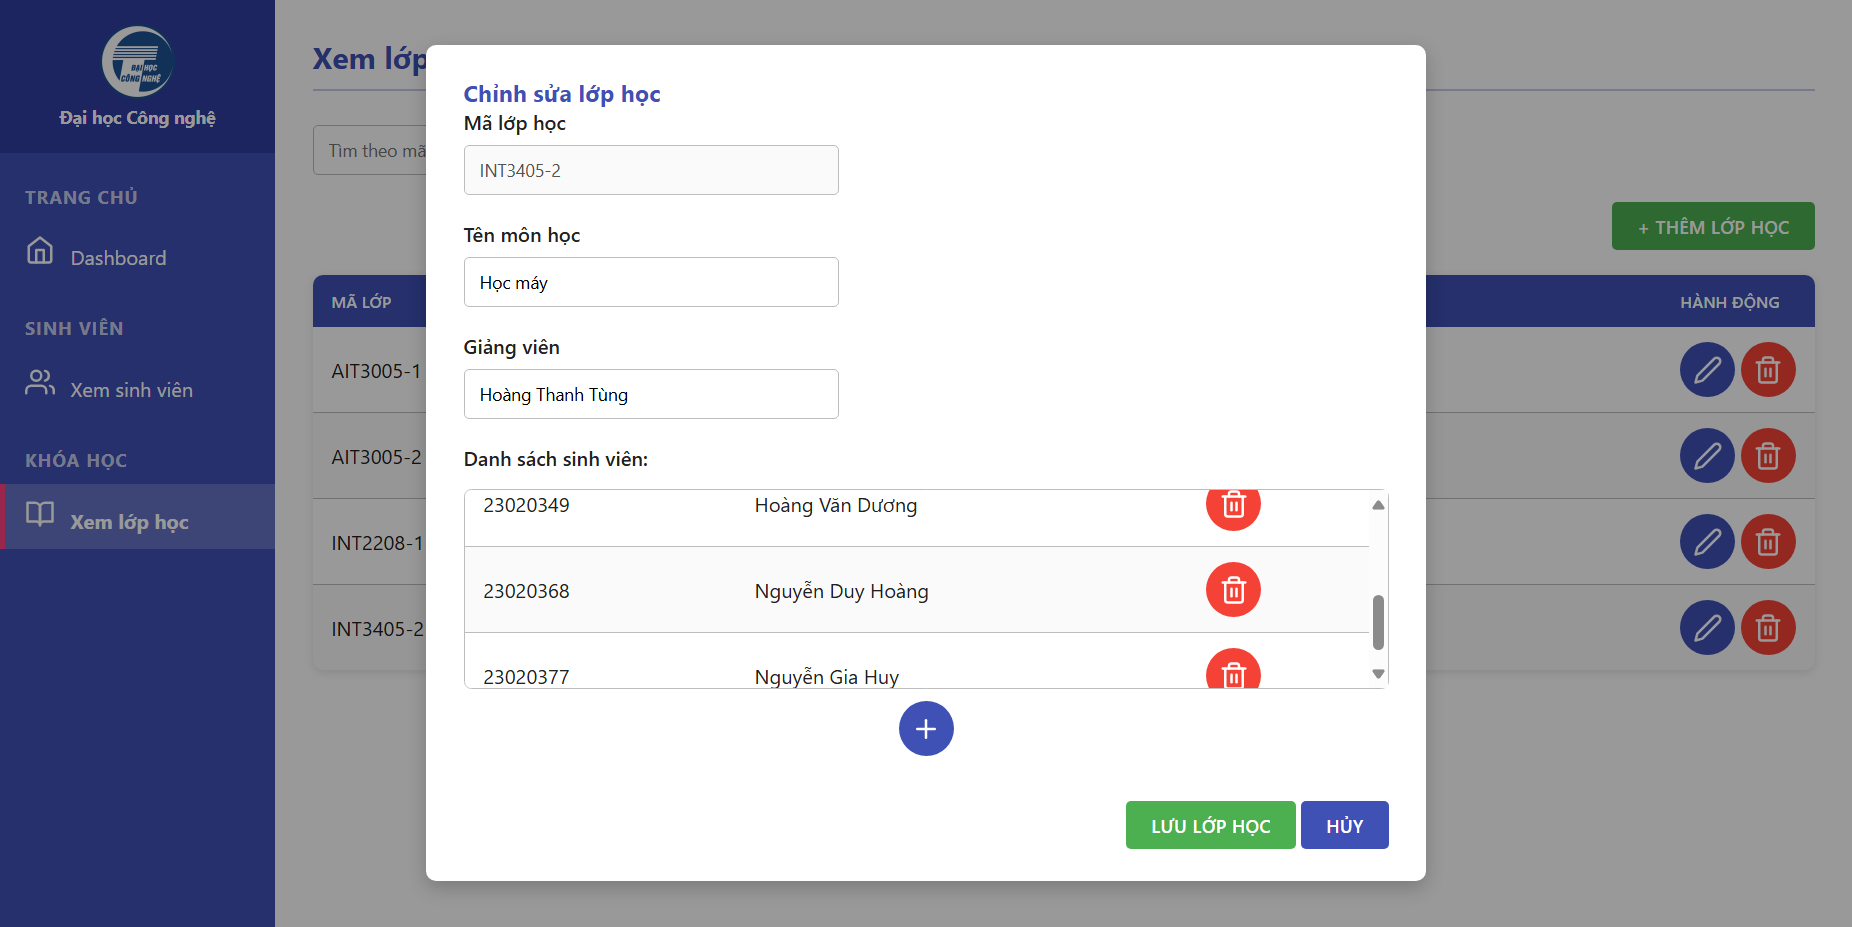 ĐẠI HỌC
CÔNG NGHỆ
Đại học Công nghệ
TRANG CHỦ
Dashboard
SINH VIÊN
Xem sinh viên
KHÓA HỌC
Xem lớp học
Xem lớp
Tìm theo mã
+ THÊM LỚP HỌC
MÃ LỚP
HÀNH ĐỘNG
AIT3005-1
AIT3005-2
INT2208-1
INT3405-2
Chỉnh sửa lớp học
Mã lớp học
INT3405-2
Tên môn học
Học máy
Giảng viên
Hoàng Thanh Tùng
Danh sách sinh viên:
23020349 Hoàng Văn Dương
23020368 Nguyễn Duy Hoàng
23020377 Nguyễn Gia Huy
LƯU LỚP HỌC
HỦY